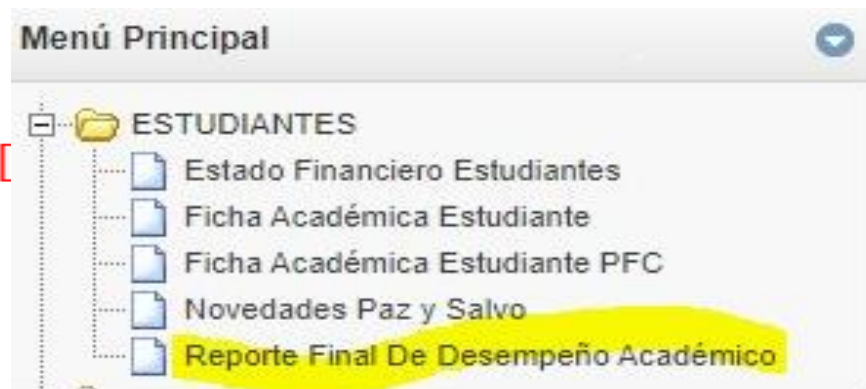 Menú Principal
ESTUDIANTES
Estado Financiero Estudiantes
Ficha Académica Estudiante
Ficha Académica Estudiante PFC
Novedades Paz y Salvo
Reporte Final De Desempeño Académico